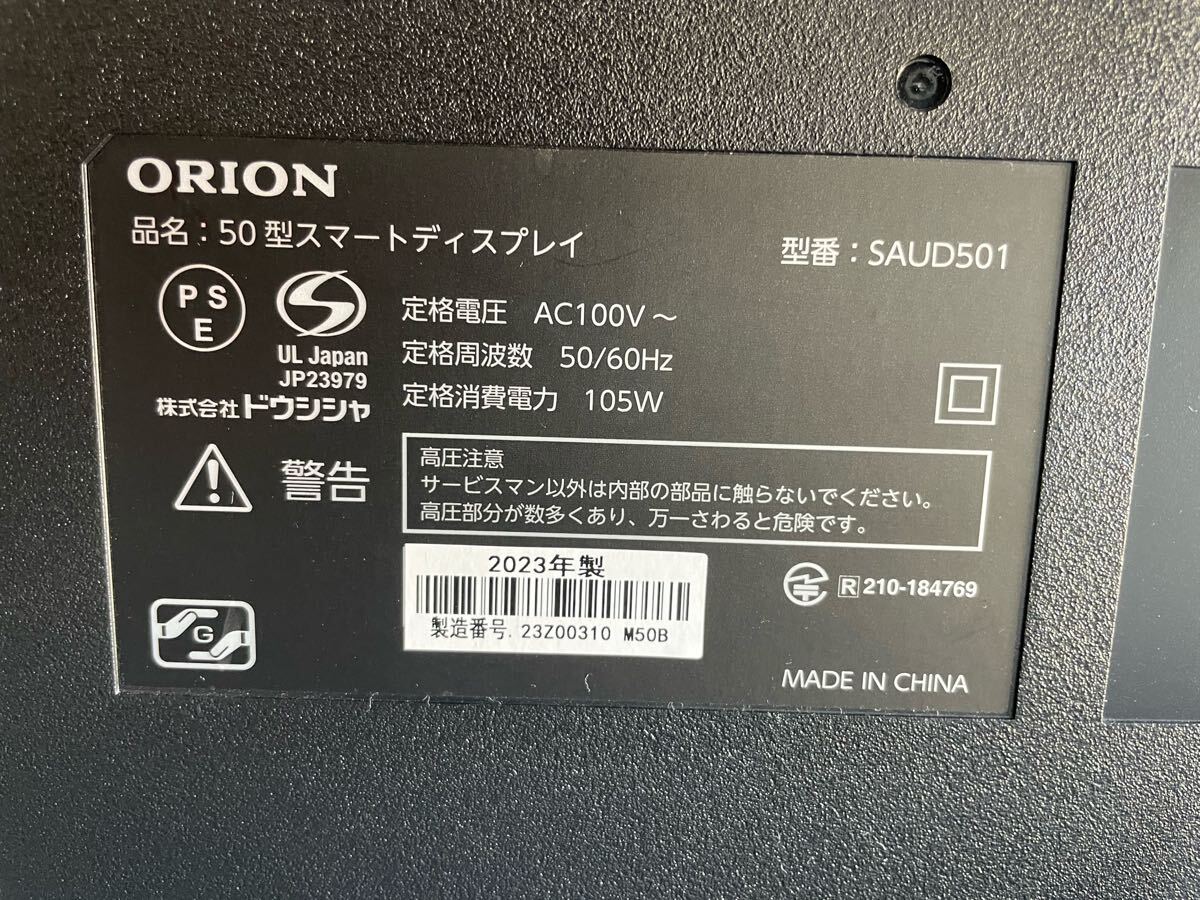 ORION
品名：50型スマートディスプレイ
型番：SAUD501
PSE
UL Japan
JP23979
株式会社ドウシシャ
定格電圧 AC100V～
定格周波数 50/60Hz
定格消費電力 105W
警告
高圧注意
サービスマン以外は内部の部品に触らないでください。
高圧部分が数多くあり、万一さわると危険です。
2023年製
製造番号. 23Z00310 M50B
G
R 210-184769
MADE IN CHINA